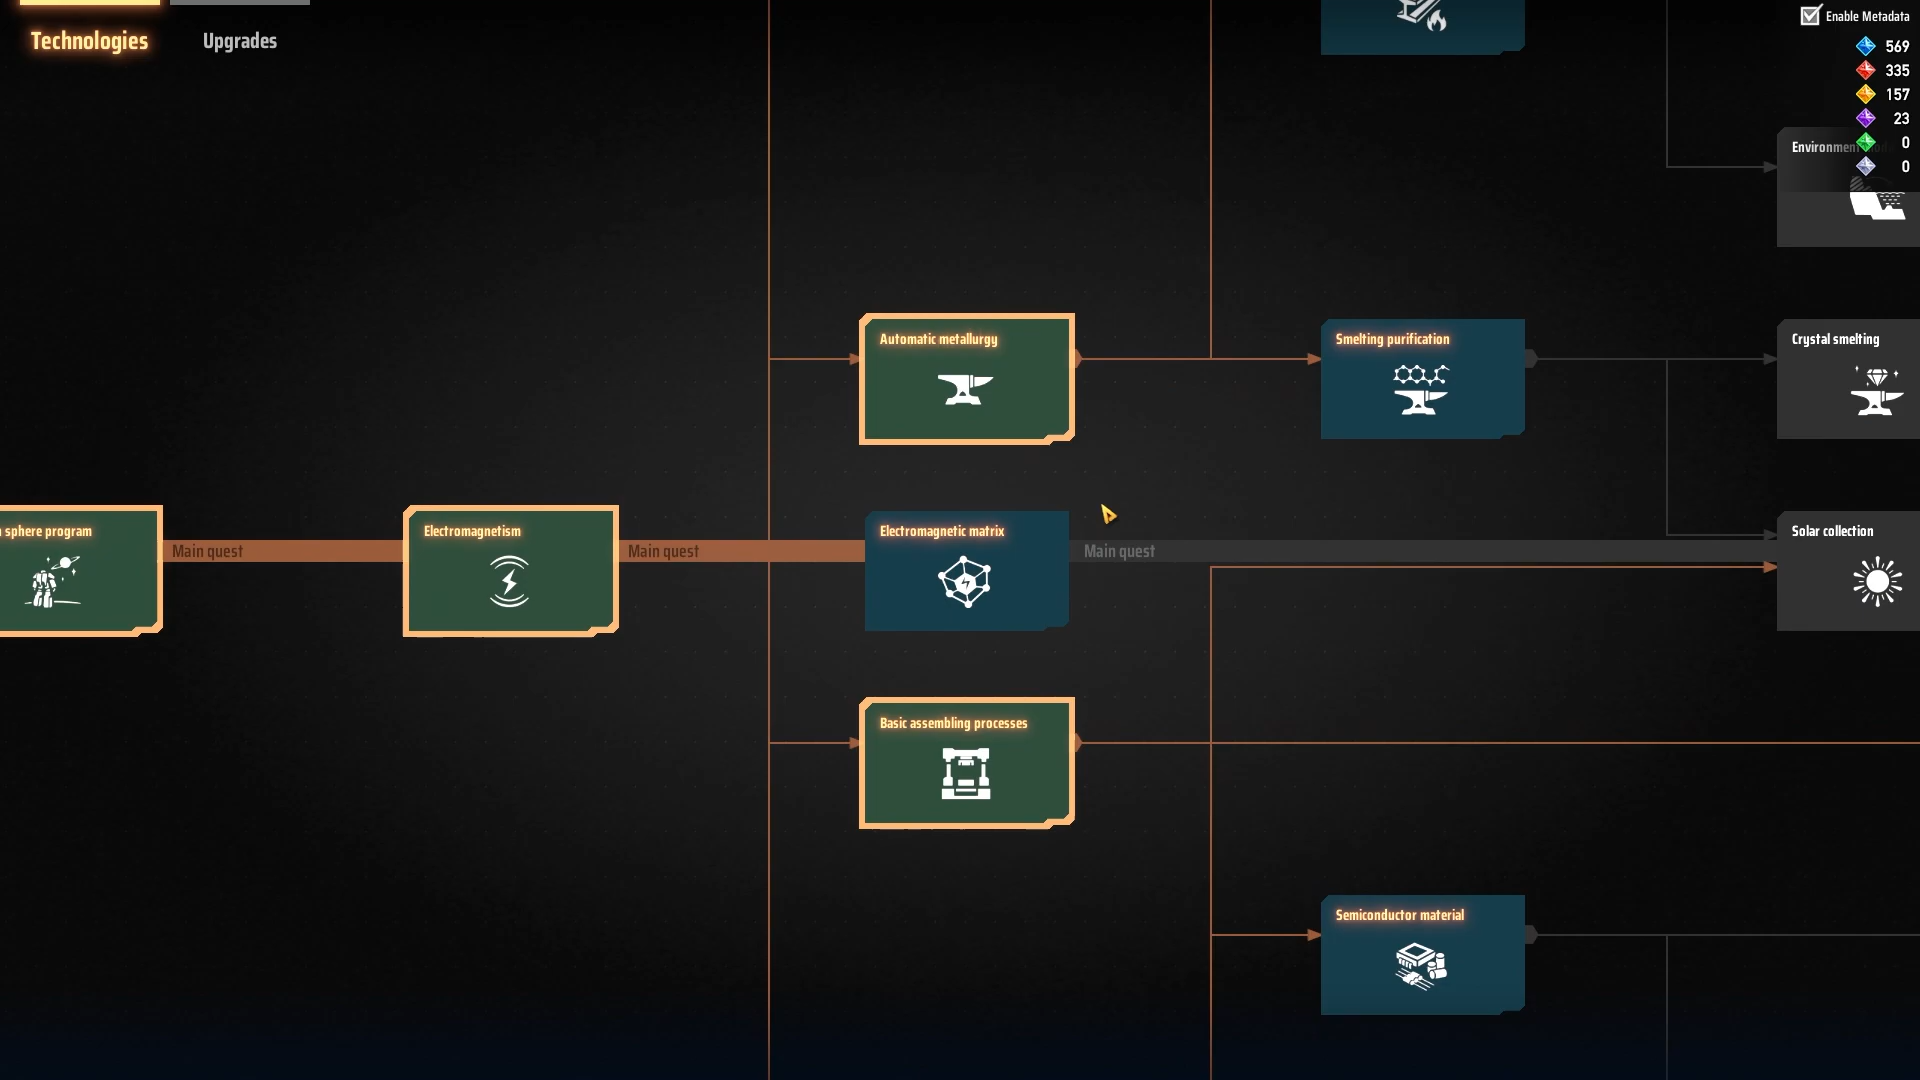 Technologies
Upgrades
Enable Metadata
569
335
157
23
0
0
Environment
Automatic metallurgy
Smelting purification
Crystal smelting
sphere program
Main quest
Electromagnetism
Main quest
Electromagnetic matrix
Main quest
Solar collection
Basic assembling processes
Semiconductor material